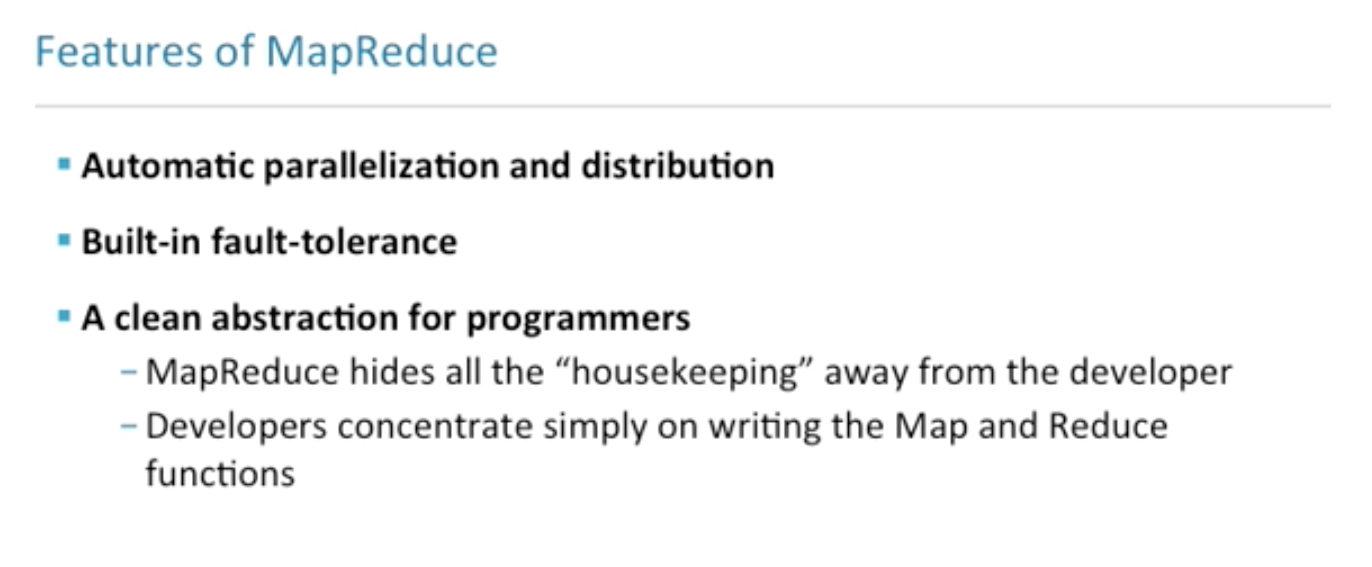 Features of MapReduce
▪ Automatic parallelization and distribution
▪ Built-in fault-tolerance
▪ A clean abstraction for programmers
– MapReduce hides all the “housekeeping” away from the developer
– Developers concentrate simply on writing the Map and Reduce
functions